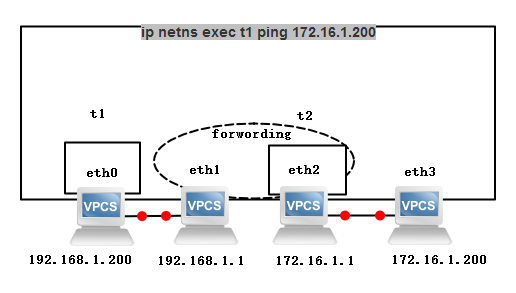 ip netns exec t1 ping 172.16.1.200
t1
t2
forwording
eth0
eth1
eth2
eth3
VPCS
VPCS
VPCS
VPCS
192.168.1.200
192.168.1.1
172.16.1.1
172.16.1.200